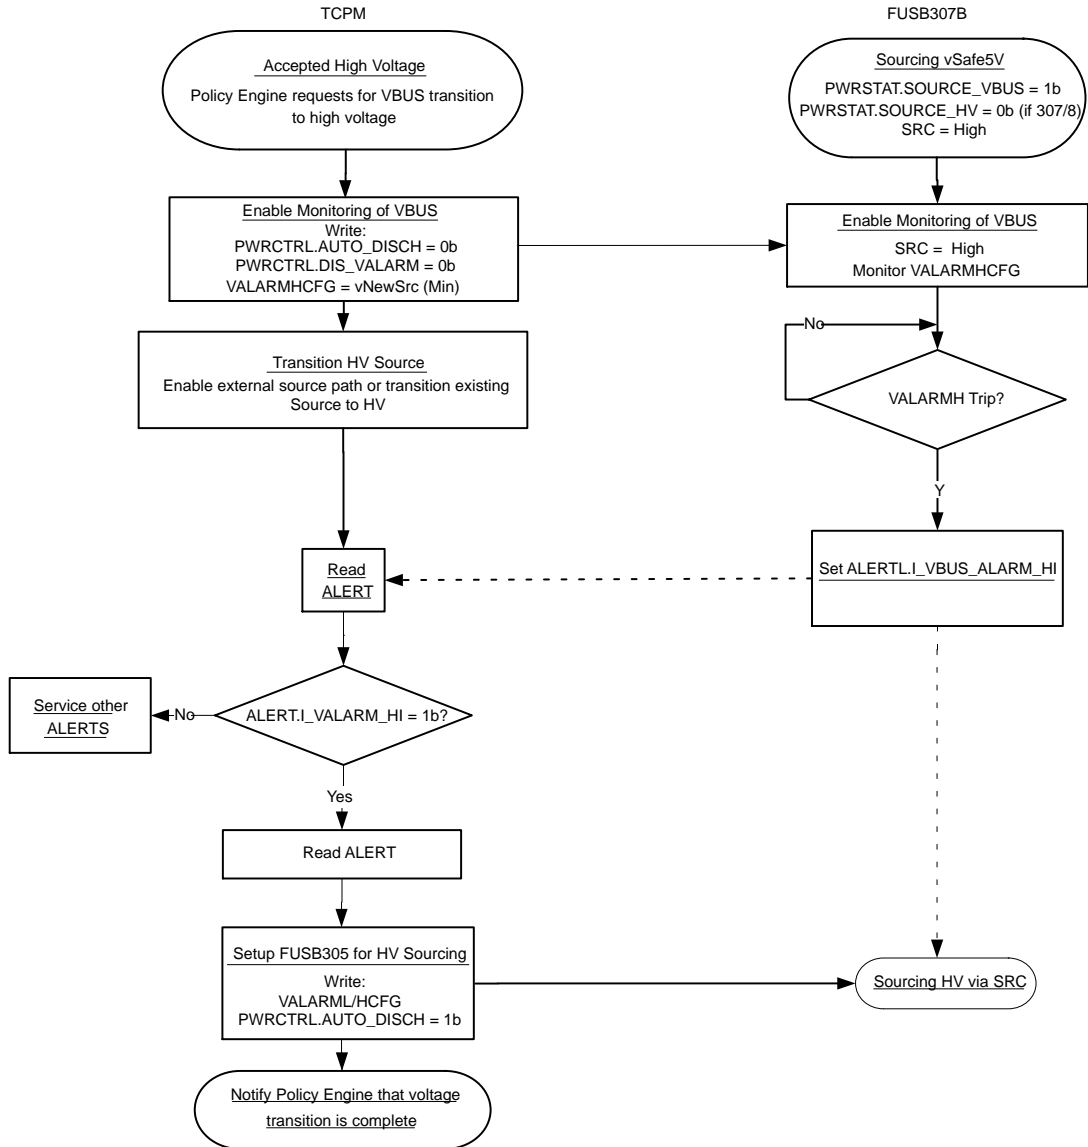 TCPM
Accepted High Voltage
Policy Engine requests for VBUS transition
to high voltage
Enable Monitoring of VBUS
Write:
PWRCTRL.AUTO_DISCH = 0b
PWRCTRL.DIS_VALARM = 0b
VALARMHCFG = vNewSrc (Min)
Transition HV Source
Enable external source path or transition existing
Source to HV
Read
ALERT
ALERT.I_VALARM_HI = 1b?
No
Service other
ALERTS
Yes
Read ALERT
Setup FUSB305 for HV Sourcing
Write:
VALARML/HCFG
PWRCTRL.AUTO_DISCH = 1b
Notify Policy Engine that voltage
transition is complete
FUSB307B
Sourcing vSafe5V
PWRSTAT.SOURCE_VBUS = 1b
PWRSTAT.SOURCE_HV = 0b (if 307/8)
SRC = High
Enable Monitoring of VBUS
SRC = High
Monitor VALARMHCFG
No
VALARMH Trip?
Y
Set ALERTL.I_VBUS_ALARM_HI
Sourcing HV via SRC